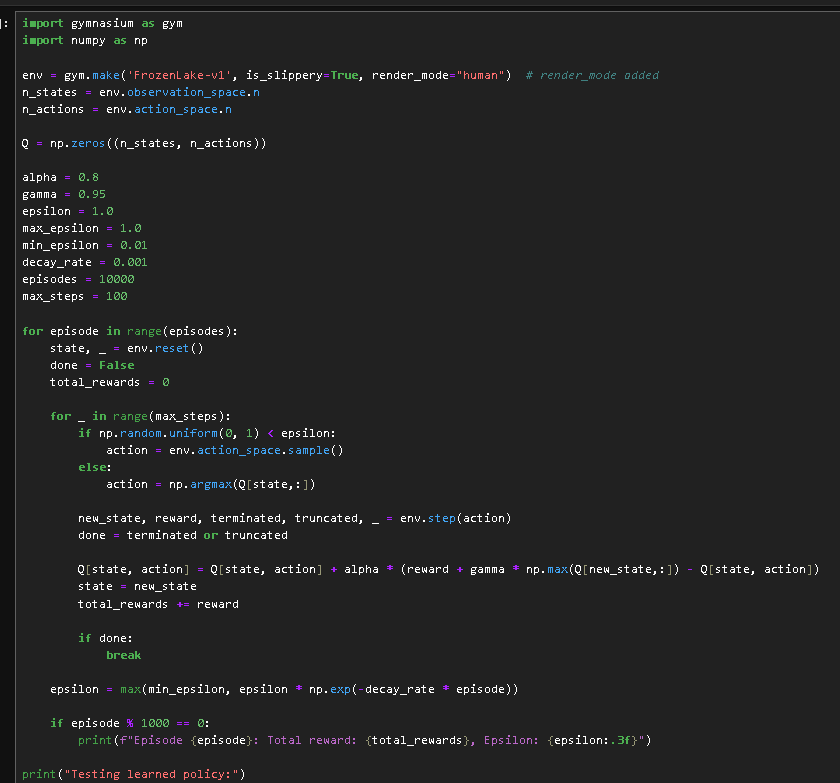 ]:
import gymnasium as gym
import numpy as np
env = gym.make('FrozenLake-v1', is_slippery=True, render_mode="human")  # render_mode added
n_states = env.observation_space.n
n_actions = env.action_space.n
Q = np.zeros((n_states, n_actions))
alpha = 0.8
gamma = 0.95
epsilon = 1.0
max_epsilon = 1.0
min_epsilon = 0.01
decay_rate = 0.001
episodes = 10000
max_steps = 100
for episode in range(episodes):
    state, _ = env.reset()
    done = False
    total_rewards = 0
    for _ in range(max_steps):
        if np.random.uniform(0, 1) < epsilon:
            action = env.action_space.sample()
        else:
            action = np.argmax(Q[state,:])
        new_state, reward, terminated, truncated, _ = env.step(action)
        done = terminated or truncated
        Q[state, action] = Q[state, action] + alpha * (reward + gamma * np.max(Q[new_state,:]) - Q[state, action])
        state = new_state
        total_rewards += reward
        if done:
            break
    epsilon = max(min_epsilon, epsilon * np.exp(-decay_rate * episode))
    if episode % 1000 == 0:
        print(f"Episode {episode}: Total reward: {total_rewards}, Epsilon: {epsilon:.3f}")
print("Testing learned policy:")